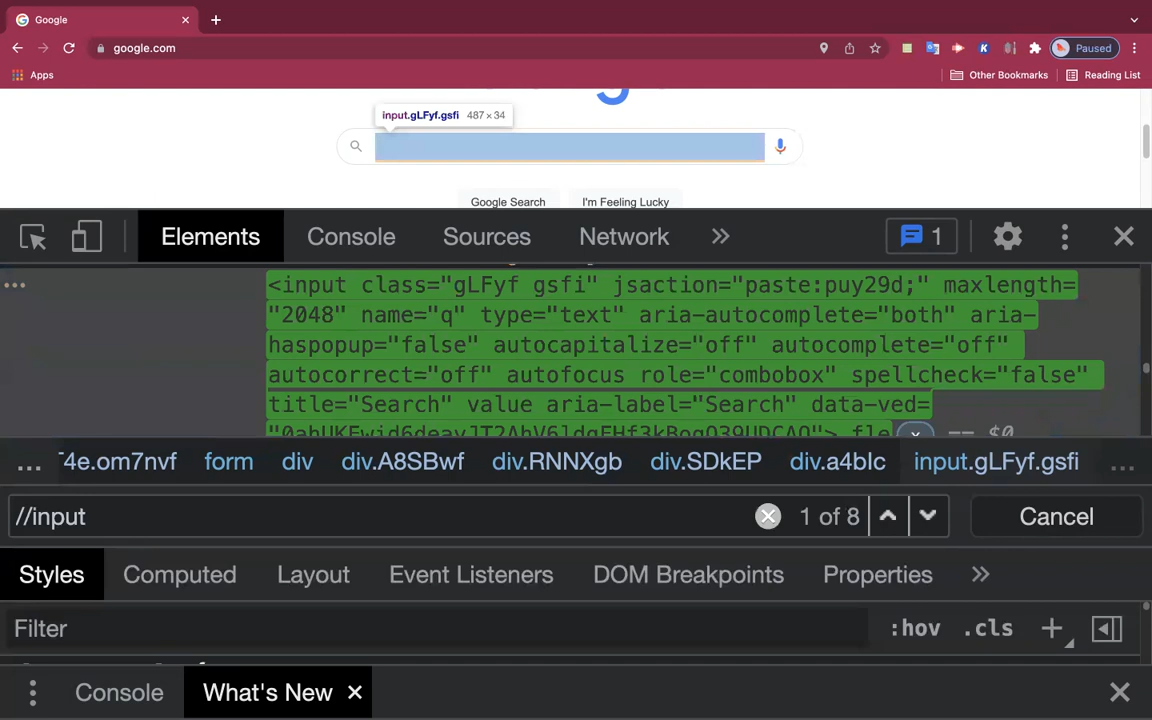 Google
google.com
Paused
Apps
Other Bookmarks
Reading List
input.gLFyf.gsfi 487 × 34
Google Search
I'm Feeling Lucky
Elements
Console
Sources
Network
1
<input class="gLFyf gsfi" jsaction="paste:puy29d;" maxlength=
"2048" name="q" type="text" aria-autocomplete="both" aria-
haspopup="false" autocapitalize="off" autocomplete="off"
autocorrect="off" autofocus role="combobox" spellcheck="false"
title="Search" value aria-label="Search" data-ved=
== $0
… '4e.om7nvf form div div.A8SBwf div.RNNXgb div.SDkEP div.a4bIc input.gLFyf.gsfi …
//input
1 of 8
Cancel
Styles
Computed
Layout
Event Listeners
DOM Breakpoints
Properties
Filter
:hov
.cls
Console
What's New